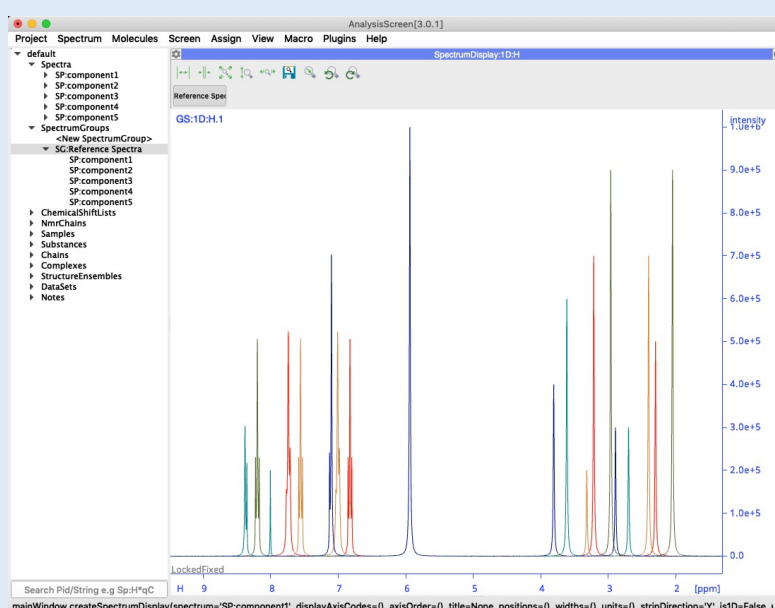 AnalysisScreen[3.0.1]
Project Spectrum Molecules Screen Assign View Macro Plugins Help
default
Spectra
SP:component1
SP:component2
SP:component3
SP:component4
SP:component5
SpectrumGroups
<New SpectrumGroup>
SG:Reference Spectra
SP:component1
SP:component2
SP:component3
SP:component4
SP:component5
ChemicalShiftLists
NmrChains
Samples
Substances
Chains
Complexes
StructureEnsembles
DataSets
Notes
Search Pid/String e.g Sp:H*qC
SpectrumDisplay:1D:H
Reference Spe
GS:1D:H.1
intensity
1.0e+6
9.0e+5
8.0e+5
7.0e+5
6.0e+5
5.0e+5
4.0e+5
3.0e+5
2.0e+5
1.0e+5
0.0
LockedFixed
H 9 8 7 6 5 4 3 2 [ppm]
mainWindow.createSpectrumDisplay(spectrum='SP:component1', displayAxisCodes=(), axisOrder=(), title=None, positions=(), widths=(), units=(), stripDirection='Y', is1D=False,